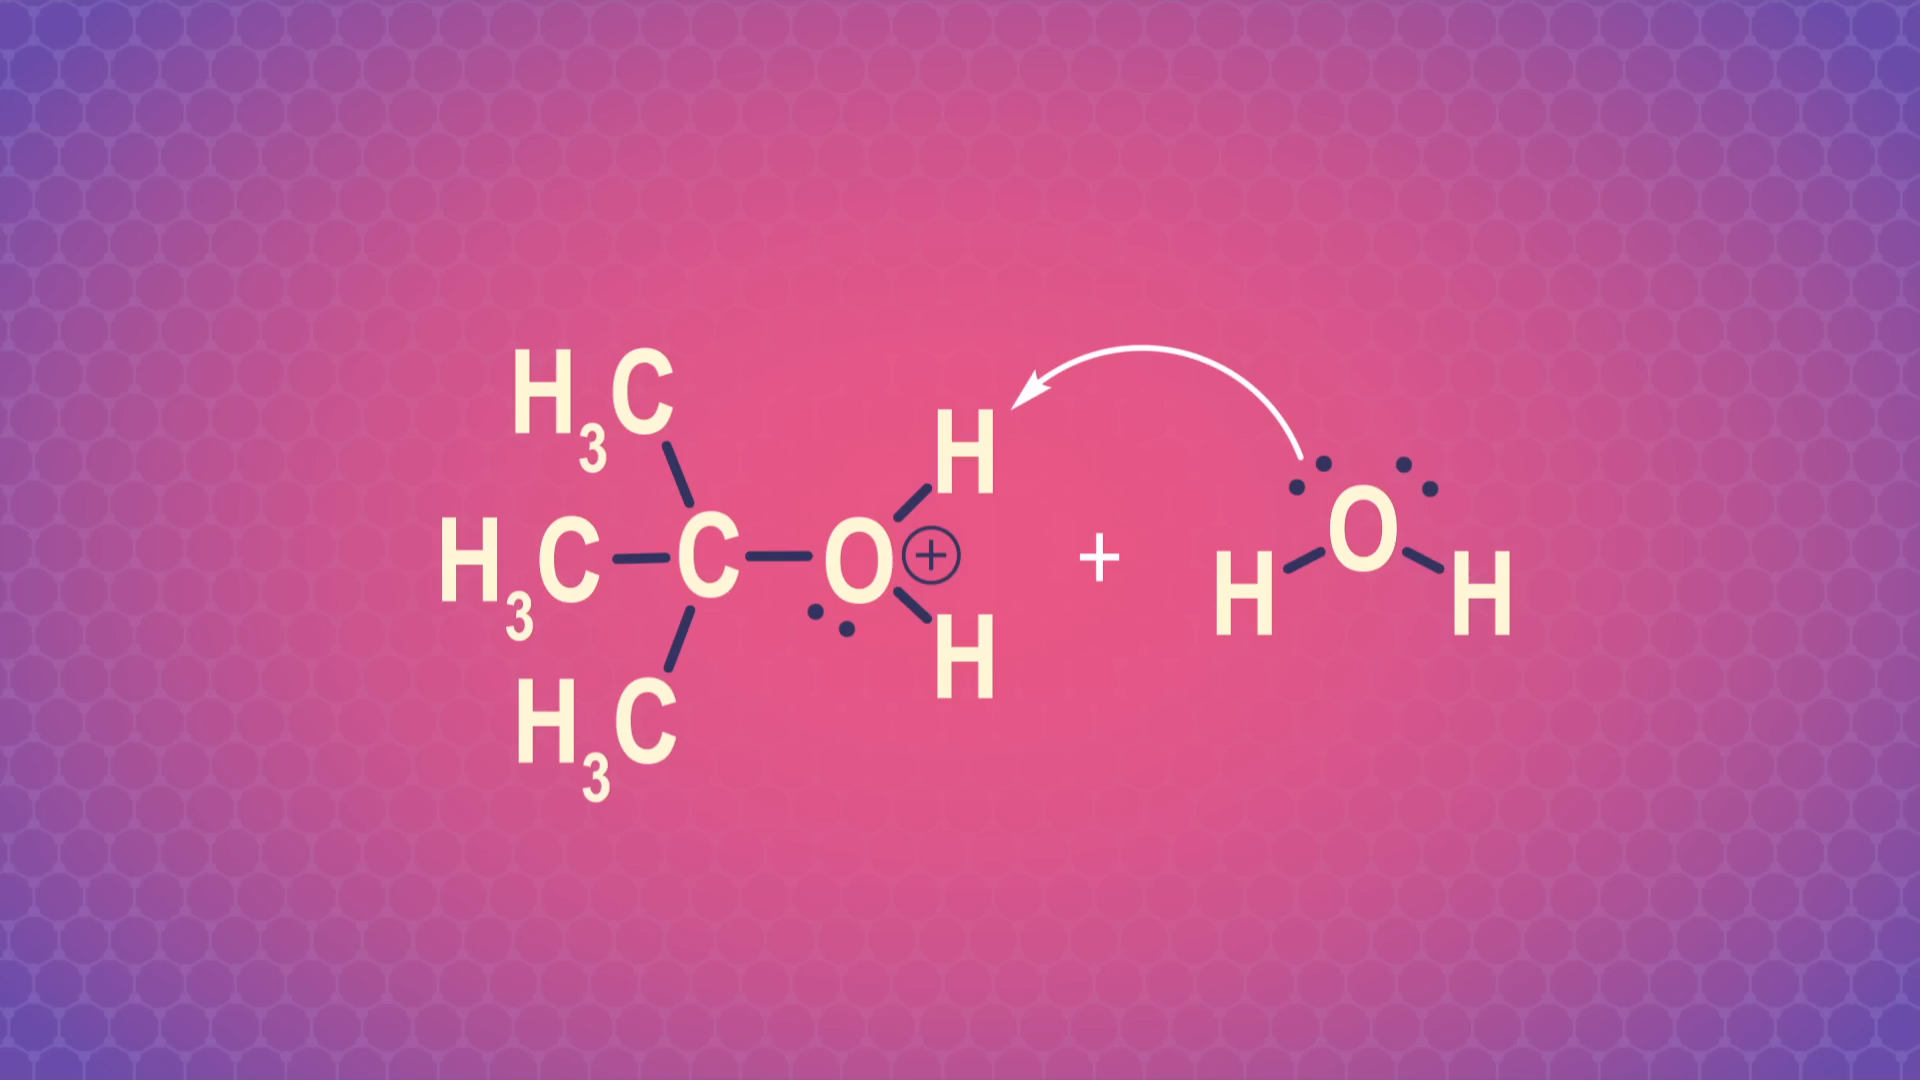 H₃C
H
H₃C — C — O ⊕ + H O H
H
H₃C